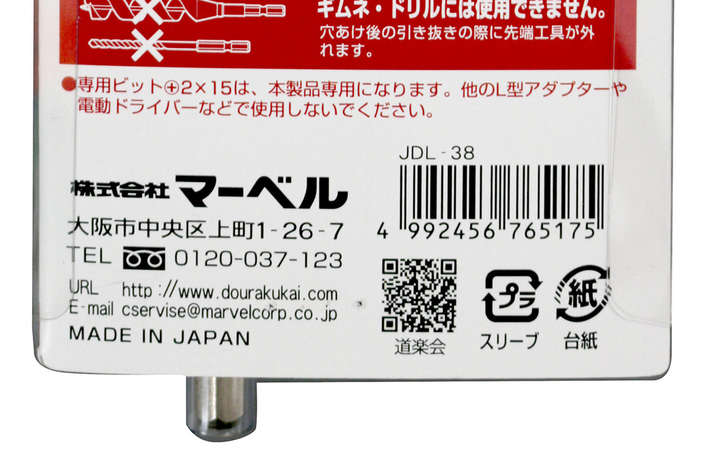 ギムネ・ドリルには使用できません。
穴あけ後の引き抜きの際に先端工具が外
れます。
●専用ビット⊕2×15は、本製品専用になります。他のL型アダプターや
電動ドライバーなどで使用しないでください。
JDL-38
株式会社 マーベル
大阪市中央区上町1-26-7
TEL 0120-037-123
URL http://www.dourakukai.com
E-mail cservise@marvelcorp.co.jp
MADE IN JAPAN
4 992456 765175
道楽会
プラ
スリーブ
紙
台紙